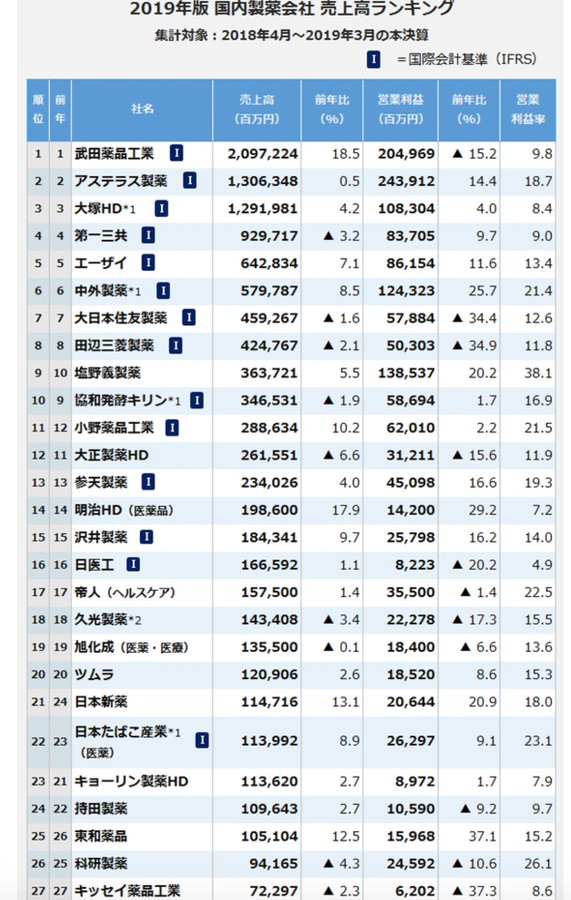 2019年版 国内製薬会社 売上高ランキング
集計対象：2018年4月～2019年3月の本決算
I ＝国際会計基準（IFRS）
順位 前年 社名 売上高（百万円） 前年比（%） 営業利益（百万円） 前年比（%） 営業利益率
1 1 武田薬品工業 I 2,097,224 18.5 204,969 ▲ 15.2 9.8
2 2 アステラス製薬 I 1,306,348 0.5 243,912 14.4 18.7
3 3 大塚HD*1 I 1,291,981 4.2 108,304 4.0 8.4
4 4 第一三共 I 929,717 ▲ 3.2 83,705 9.7 9.0
5 5 エーザイ I 642,834 7.1 86,154 11.6 13.4
6 6 中外製薬*1 I 579,787 8.5 124,323 25.7 21.4
7 7 大日本住友製薬 I 459,267 ▲ 1.6 57,884 ▲ 34.4 12.6
8 8 田辺三菱製薬 I 424,767 ▲ 2.1 50,303 ▲ 34.9 11.8
9 10 塩野義製薬 363,721 5.5 138,537 20.2 38.1
10 9 協和発酵キリン*1 I 346,531 ▲ 1.9 58,694 1.7 16.9
11 12 小野薬品工業 I 288,634 10.2 62,010 2.2 21.5
12 11 大正製薬HD 261,551 ▲ 6.6 31,211 ▲ 15.6 11.9
13 13 参天製薬 I 234,026 4.0 45,098 16.6 19.3
14 14 明治HD（医薬品） 198,600 17.9 14,200 29.2 7.2
15 15 沢井製薬 I 184,341 9.7 25,798 16.2 14.0
16 16 日医工 I 166,592 1.1 8,223 ▲ 20.2 4.9
17 17 帝人（ヘルスケア） 157,500 1.4 35,500 ▲ 1.4 22.5
18 18 久光製薬*2 143,408 ▲ 3.4 22,278 ▲ 17.3 15.5
19 19 旭化成（医薬・医療） 135,500 ▲ 0.1 18,400 ▲ 6.6 13.6
20 20 ツムラ 120,906 2.6 18,520 8.6 15.3
21 24 日本新薬 114,716 13.1 20,644 20.9 18.0
22 23 日本たばこ産業*1（医薬） I 113,992 8.9 26,297 9.1 23.1
23 21 キョーリン製薬HD 113,620 2.7 8,972 1.7 7.9
24 22 持田製薬 109,643 2.7 10,590 ▲ 9.2 9.7
25 26 東和薬品 105,104 12.5 15,968 37.1 15.2
26 25 科研製薬 94,165 ▲ 4.3 24,592 ▲ 10.6 26.1
27 27 キッセイ薬品工業 72,297 ▲ 2.3 6,202 ▲ 37.3 8.6